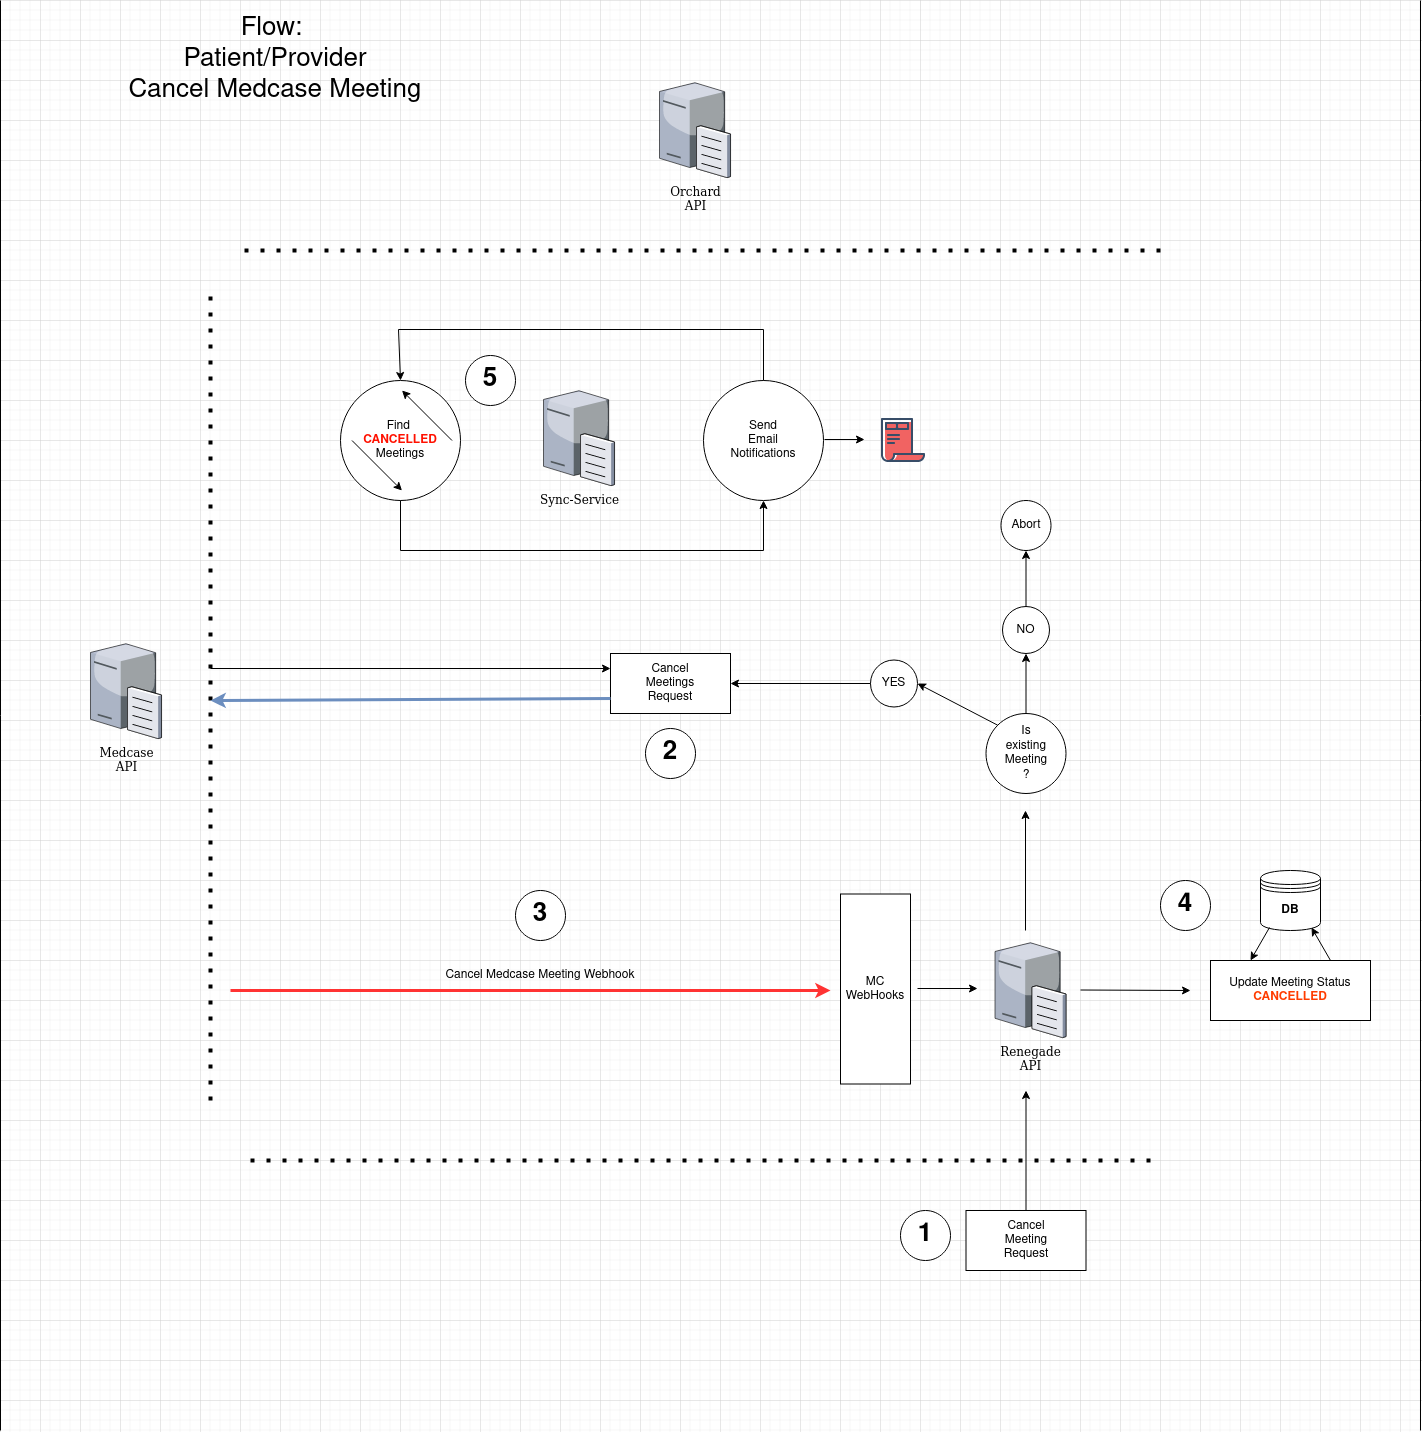 Flow:
Patient/Provider
Cancel Medcase Meeting
Orchard
API
5
Find
CANCELLED
Meetings
Sync-Service
Send
Email
Notifications
Abort
NO
YES
Is
existing
Meeting
?
Cancel
Meetings
Request
2
Medcase
API
3
Cancel Medcase Meeting Webhook
MC
WebHooks
Renegade
API
4
DB
Update Meeting Status
CANCELLED
1
Cancel
Meeting
Request